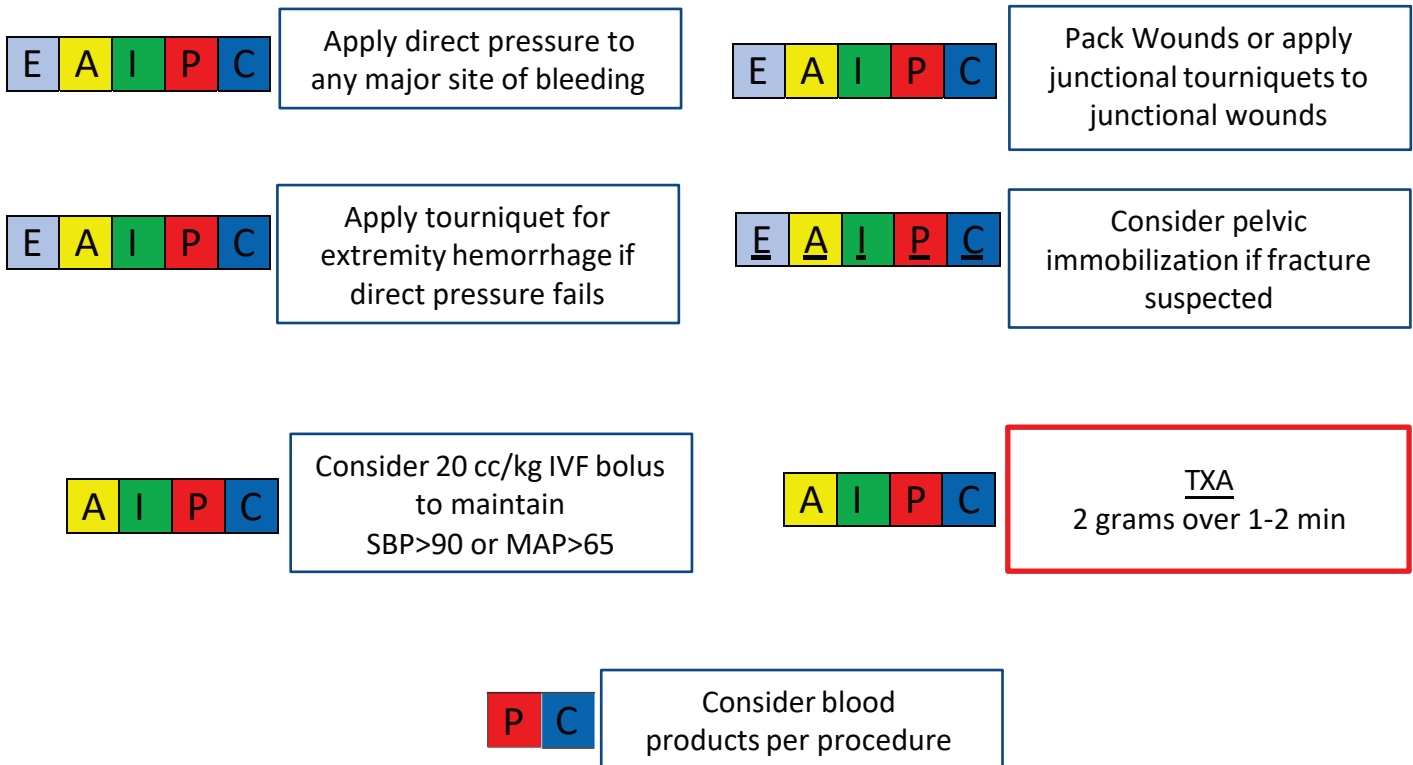 E A I P C
Apply direct pressure to
any major site of bleeding
E A I P C
Pack Wounds or apply
junctional tourniquets to
junctional wounds
E A I P C
Apply tourniquet for
extremity hemorrhage if
direct pressure fails
E A I P C
Consider pelvic
immobilization if fracture
suspected
A I P C
Consider 20 cc/kg IVF bolus
to maintain
SBP>90 or MAP>65
A I P C
TXA
2 grams over 1-2 min
P C
Consider blood
products per procedure